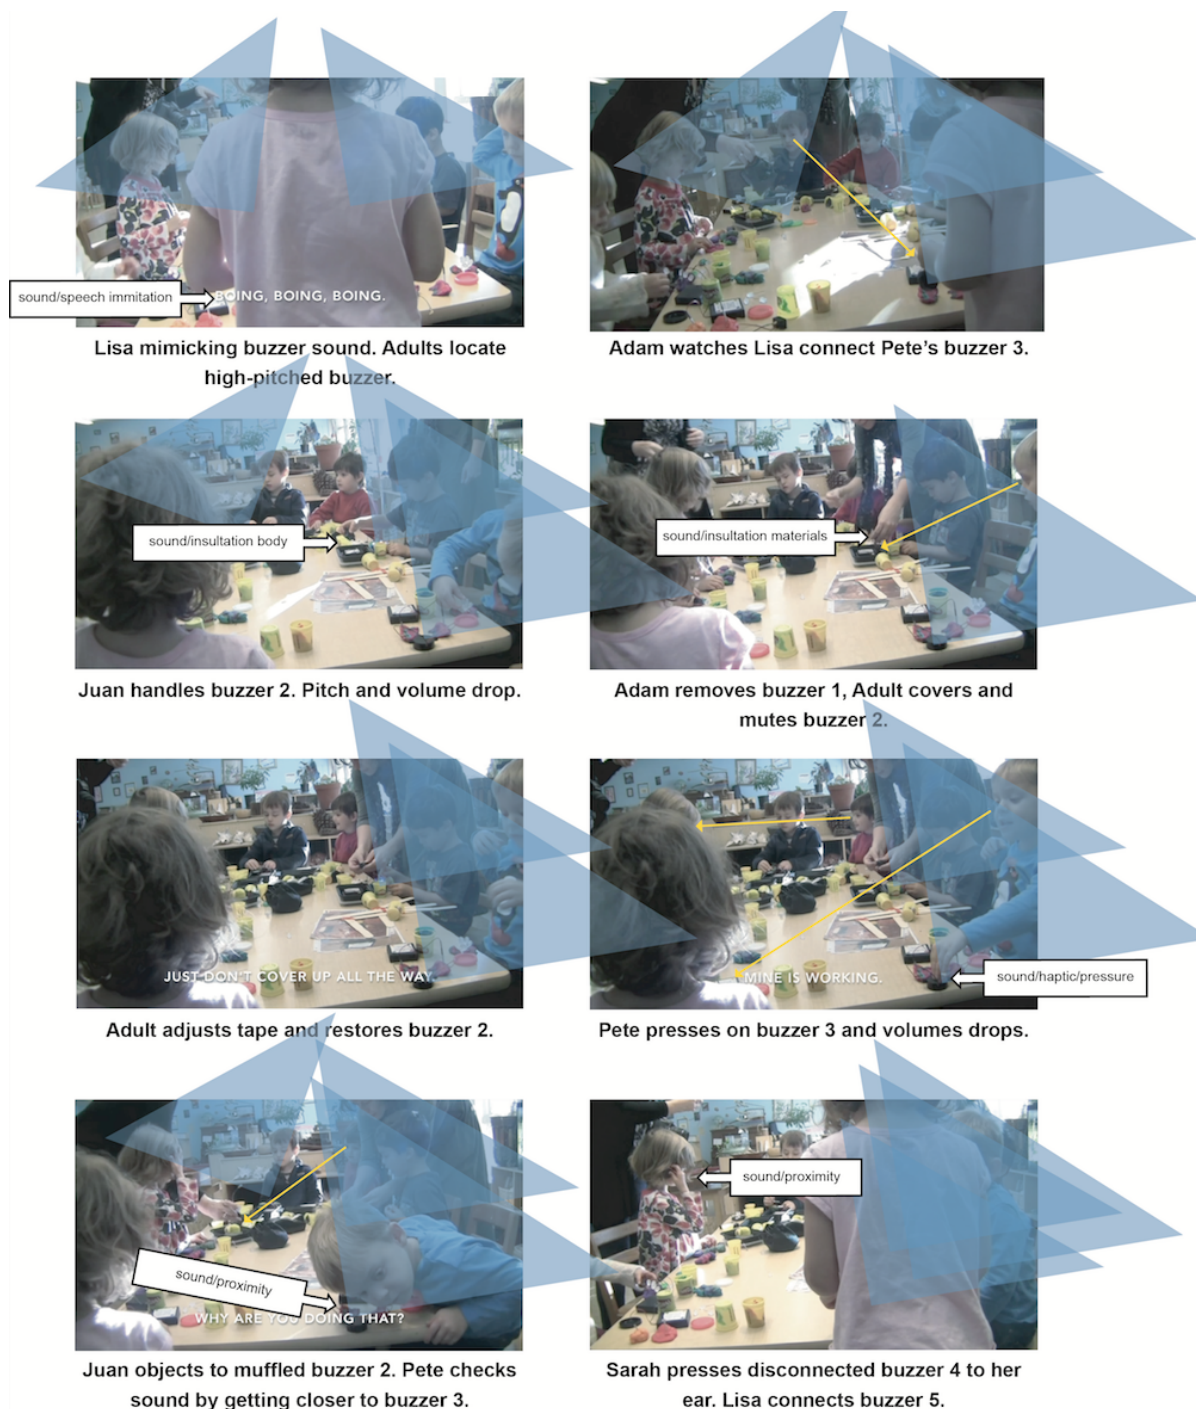 sound/speech immitation
BOING, BOING, BOING.
Lisa mimicking buzzer sound. Adults locate
high-pitched buzzer.
Adam watches Lisa connect Pete's buzzer 3.
sound/insultation body
Juan handles buzzer 2. Pitch and volume drop.
sound/insultation materials
Adam removes buzzer 1, Adult covers and
mutes buzzer 2.
JUST DON'T COVER UP ALL THE WAY.
Adult adjusts tape and restores buzzer 2.
MINE IS WORKING.
sound/haptic/pressure
Pete presses on buzzer 3 and volumes drops.
sound/proximity
WHY ARE YOU DOING THAT?
Juan objects to muffled buzzer 2. Pete checks
sound by getting closer to buzzer 3.
sound/proximity
Sarah presses disconnected buzzer 4 to her
ear. Lisa connects buzzer 5.